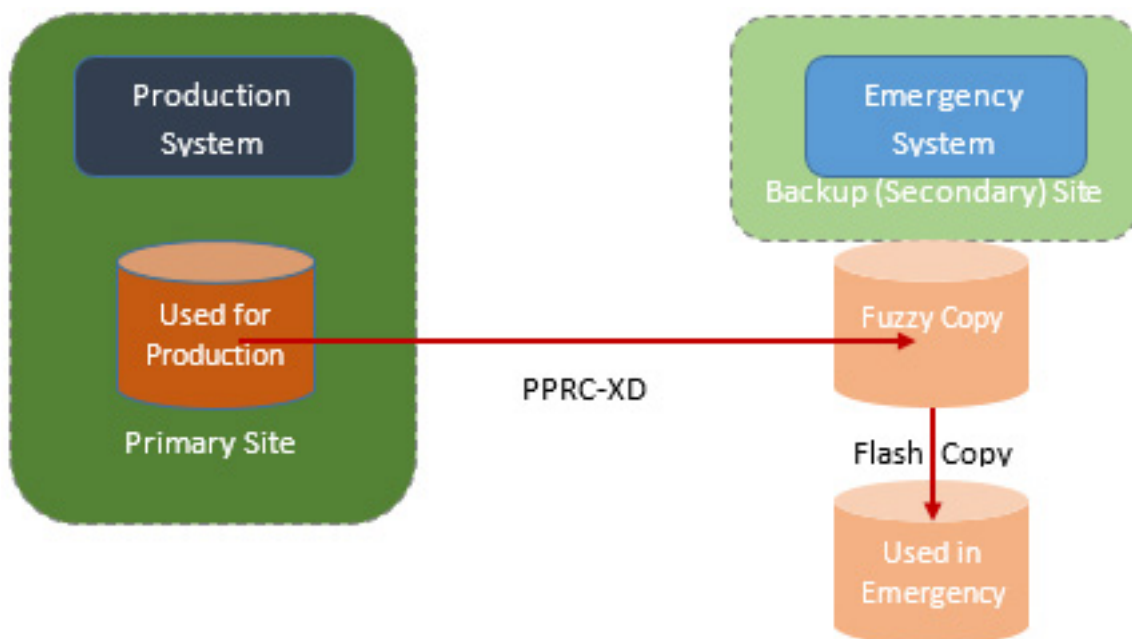 Production
System
Used for
Production
Primary Site
PPRC-XD
Emergency
System
Backup (Secondary) Site
Fuzzy Copy
Flash Copy
Used in
Emergency